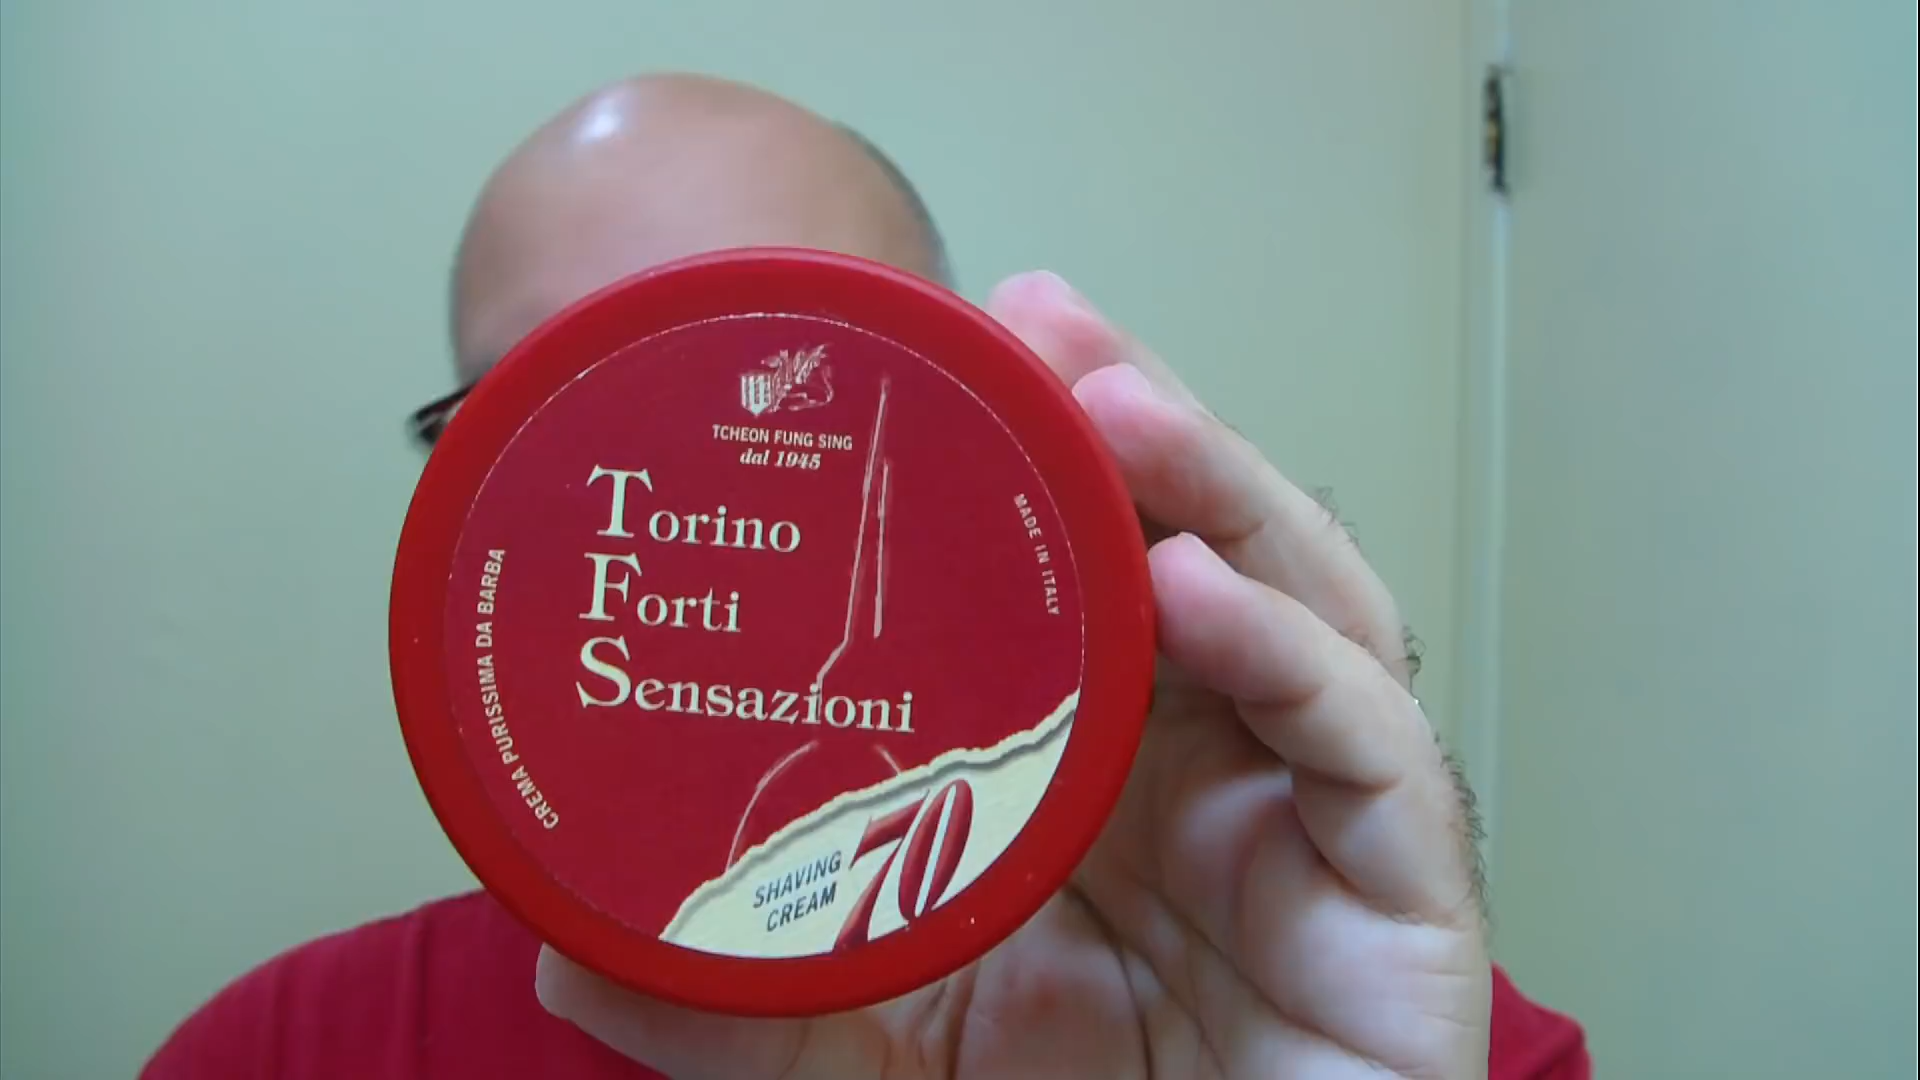 TCHEON FUNG SING
dal 1945
Torino
Forti
Sensazioni
CREMA PURISSIMA DA BARBA
MADE IN ITALY
SHAVING
CREAM
70